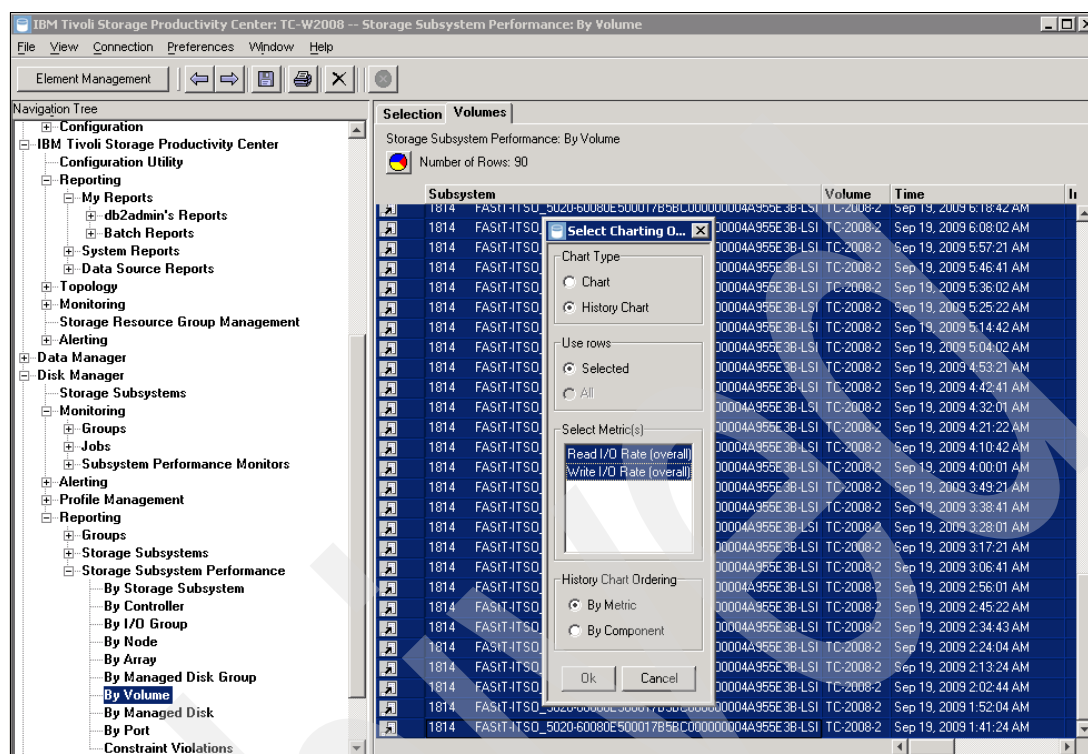 IBM Tivoli Storage Productivity Center: TC-W2008 -- Storage Subsystem Performance: By Volume
File View Connection Preferences Window Help
Element Management
Navigation Tree
Configuration
IBM Tivoli Storage Productivity Center
Configuration Utility
Reporting
My Reports
db2admin's Reports
Batch Reports
System Reports
Data Source Reports
Topology
Monitoring
Storage Resource Group Management
Alerting
Data Manager
Disk Manager
Storage Subsystems
Monitoring
Groups
Jobs
Subsystem Performance Monitors
Alerting
Profile Management
Reporting
Groups
Storage Subsystems
Storage Subsystem Performance
By Storage Subsystem
By Controller
By I/O Group
By Node
By Array
By Managed Disk Group
By Volume
By Managed Disk
By Port
Constraint Violations
Selection Volumes
Storage Subsystem Performance: By Volume
Number of Rows: 90
Subsystem Volume Time
1814 FAStT-ITSO_5020-60080E500017B5BC000000004A955E3B-LSI TC-2008-2 Sep 19, 2009 6:18:42 AM
1814 FAStT-ITSO_ 00004A955E3B-LSI TC-2008-2 Sep 19, 2009 6:08:02 AM
1814 FAStT-ITSO_ 00004A955E3B-LSI TC-2008-2 Sep 19, 2009 5:57:21 AM
1814 FAStT-ITSO_ 00004A955E3B-LSI TC-2008-2 Sep 19, 2009 5:46:41 AM
1814 FAStT-ITSO_ 00004A955E3B-LSI TC-2008-2 Sep 19, 2009 5:36:02 AM
1814 FAStT-ITSO_ 00004A955E3B-LSI TC-2008-2 Sep 19, 2009 5:25:22 AM
1814 FAStT-ITSO_ 00004A955E3B-LSI TC-2008-2 Sep 19, 2009 5:14:42 AM
1814 FAStT-ITSO_ 00004A955E3B-LSI TC-2008-2 Sep 19, 2009 5:04:02 AM
1814 FAStT-ITSO_ 00004A955E3B-LSI TC-2008-2 Sep 19, 2009 4:53:21 AM
1814 FAStT-ITSO_ 00004A955E3B-LSI TC-2008-2 Sep 19, 2009 4:42:41 AM
1814 FAStT-ITSO_ 00004A955E3B-LSI TC-2008-2 Sep 19, 2009 4:32:01 AM
1814 FAStT-ITSO_ 00004A955E3B-LSI TC-2008-2 Sep 19, 2009 4:21:22 AM
1814 FAStT-ITSO_ 00004A955E3B-LSI TC-2008-2 Sep 19, 2009 4:10:42 AM
1814 FAStT-ITSO_ 00004A955E3B-LSI TC-2008-2 Sep 19, 2009 4:00:01 AM
1814 FAStT-ITSO_ 00004A955E3B-LSI TC-2008-2 Sep 19, 2009 3:49:21 AM
1814 FAStT-ITSO_ 00004A955E3B-LSI TC-2008-2 Sep 19, 2009 3:38:41 AM
1814 FAStT-ITSO_ 00004A955E3B-LSI TC-2008-2 Sep 19, 2009 3:28:01 AM
1814 FAStT-ITSO_ 00004A955E3B-LSI TC-2008-2 Sep 19, 2009 3:17:21 AM
1814 FAStT-ITSO_ 00004A955E3B-LSI TC-2008-2 Sep 19, 2009 3:06:41 AM
1814 FAStT-ITSO_ 00004A955E3B-LSI TC-2008-2 Sep 19, 2009 2:56:01 AM
1814 FAStT-ITSO_ 00004A955E3B-LSI TC-2008-2 Sep 19, 2009 2:45:22 AM
1814 FAStT-ITSO_ 00004A955E3B-LSI TC-2008-2 Sep 19, 2009 2:34:43 AM
1814 FAStT-ITSO_ 00004A955E3B-LSI TC-2008-2 Sep 19, 2009 2:24:04 AM
1814 FAStT-ITSO_ 00004A955E3B-LSI TC-2008-2 Sep 19, 2009 2:13:24 AM
1814 FAStT-ITSO_ 00004A955E3B-LSI TC-2008-2 Sep 19, 2009 2:02:44 AM
1814 FAStT-ITSO_5020-60080E500017B5BC000000004A955E3B-LSI TC-2008-2 Sep 19, 2009 1:52:04 AM
1814 FAStT-ITSO_5020-60080E500017B5BC000000004A955E3B-LSI TC-2008-2 Sep 19, 2009 1:41:24 AM
Select Charting O...
Chart Type
Chart
History Chart
Use rows
Selected
All
Select Metric(s)
Read I/O Rate (overall)
Write I/O Rate (overall)
History Chart Ordering
By Metric
By Component
Ok Cancel